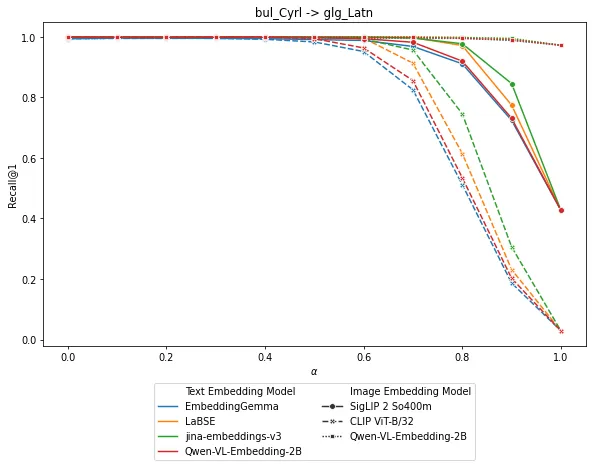 bul_Cyrl -> glg_Latn
Recall@1
1.0
0.8
0.6
0.4
0.2
0.0
0.0 0.2 0.4 0.6 0.8 1.0
α
Text Embedding Model
EmbeddingGemma
LaBSE
jina-embeddings-v3
Qwen-VL-Embedding-2B
Image Embedding Model
SigLIP 2 So400m
CLIP ViT-B/32
Qwen-VL-Embedding-2B